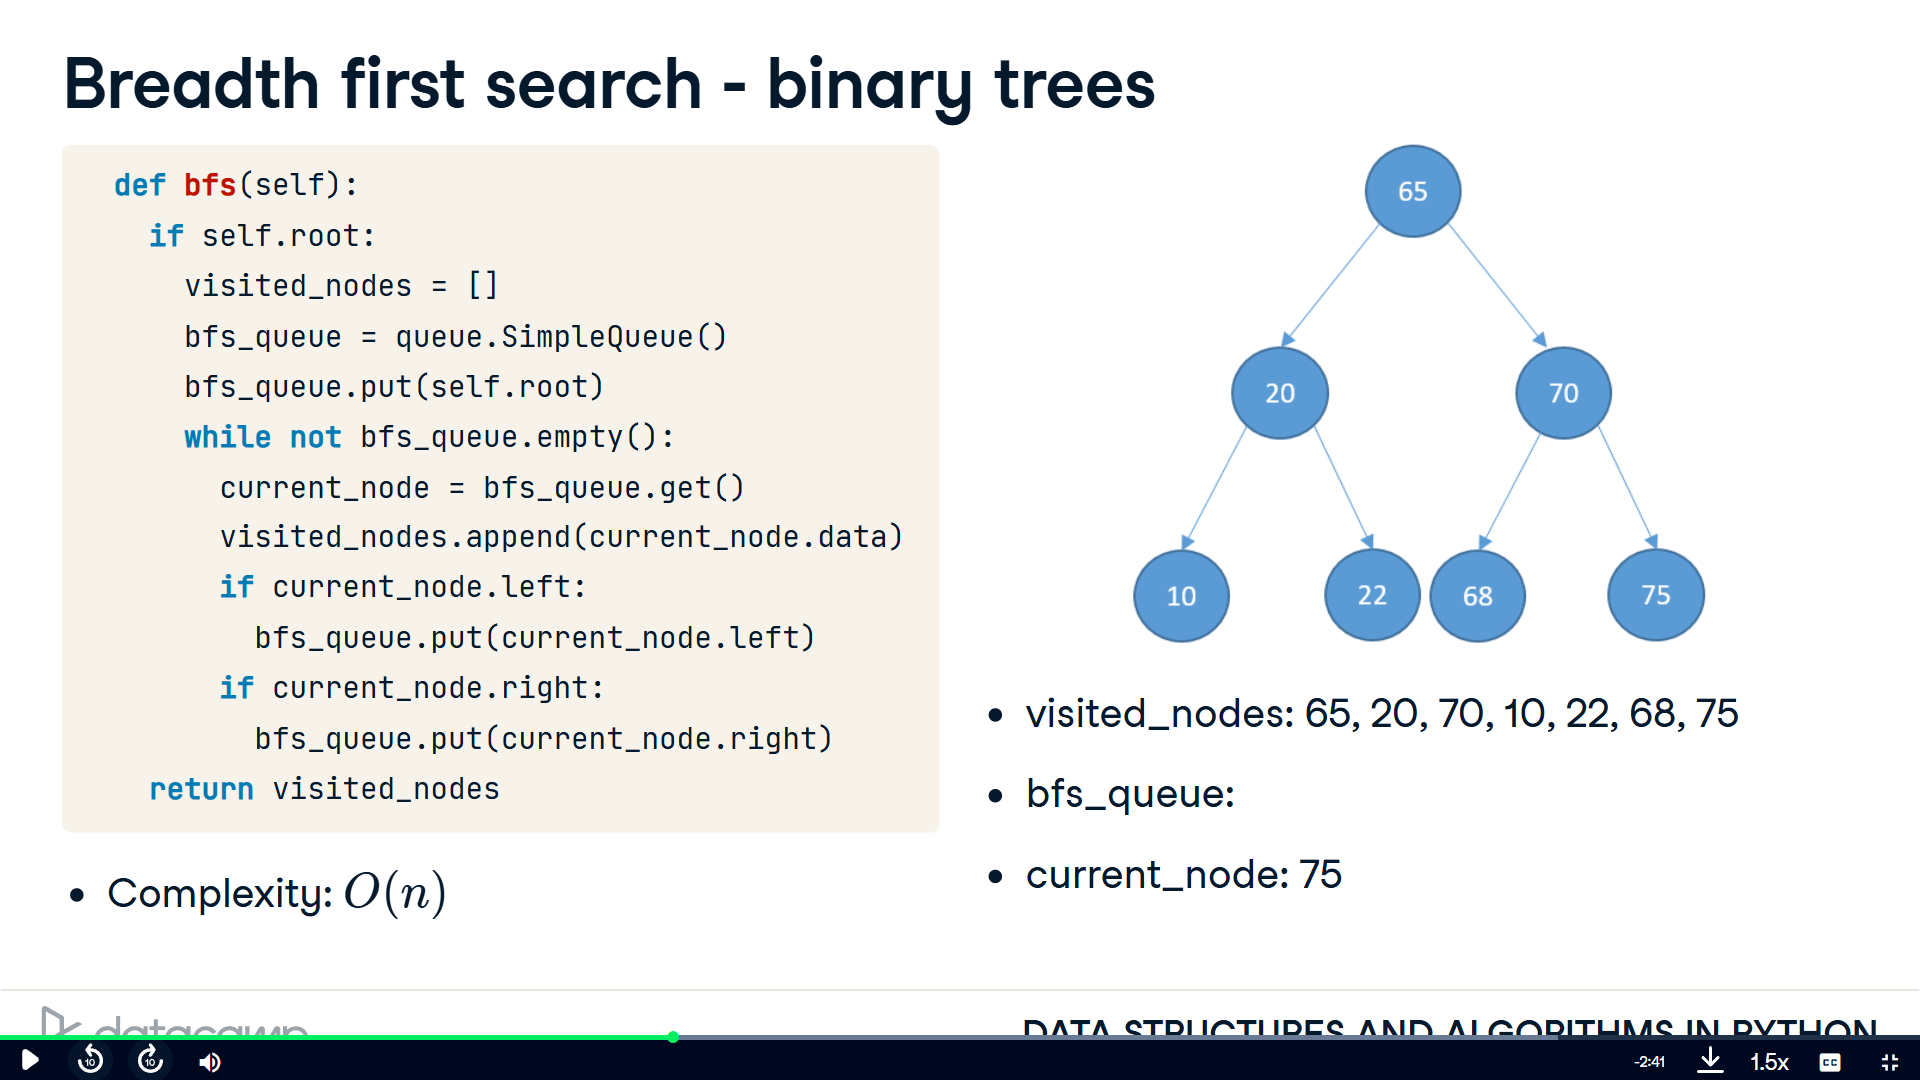 Breadth first search - binary trees
def bfs(self):
if self.root:
visited_nodes = []
bfs_queue = queue.SimpleQueue()
bfs_queue.put(self.root)
while not bfs_queue.empty():
current_node = bfs_queue.get()
visited_nodes.append(current_node.data)
if current_node.left:
bfs_queue.put(current_node.left)
if current_node.right:
bfs_queue.put(current_node.right)
return visited_nodes
• Complexity: O(n)
65
20
70
10
22
68
75
• visited_nodes: 65, 20, 70, 10, 22, 68, 75
• bfs_queue:
• current_node: 75
datacamp
DATA STRUCTURES AND ALGORITHMS IN PYTHON
10
10
-2:41
1.5x
CC